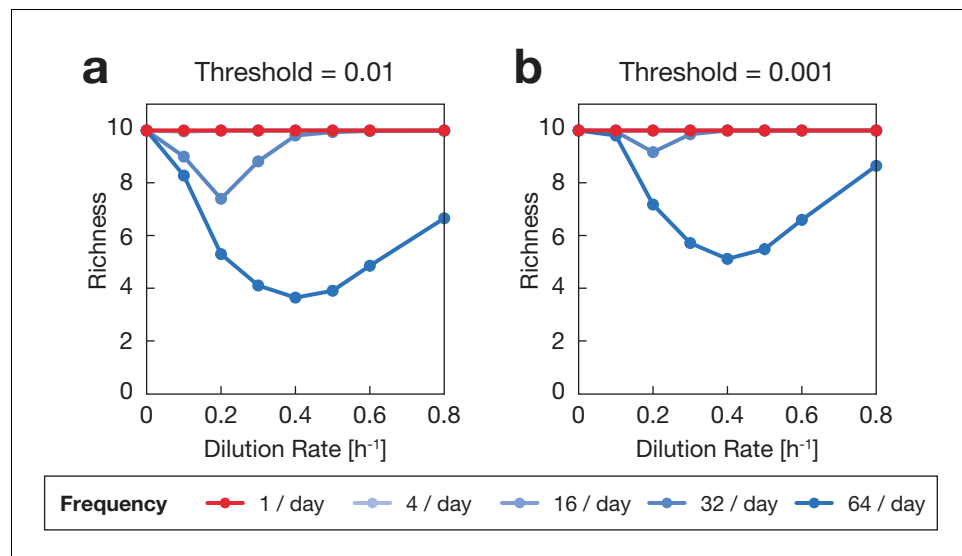 a
Threshold = 0.01
10
8
6
4
2
0
Richness
0
0.2
0.4
0.6
0.8
Dilution Rate [h⁻¹]
b
Threshold = 0.001
10
8
6
4
2
0
Richness
0
0.2
0.4
0.6
0.8
Dilution Rate [h⁻¹]
Frequency
1 / day
4 / day
16 / day
32 / day
64 / day